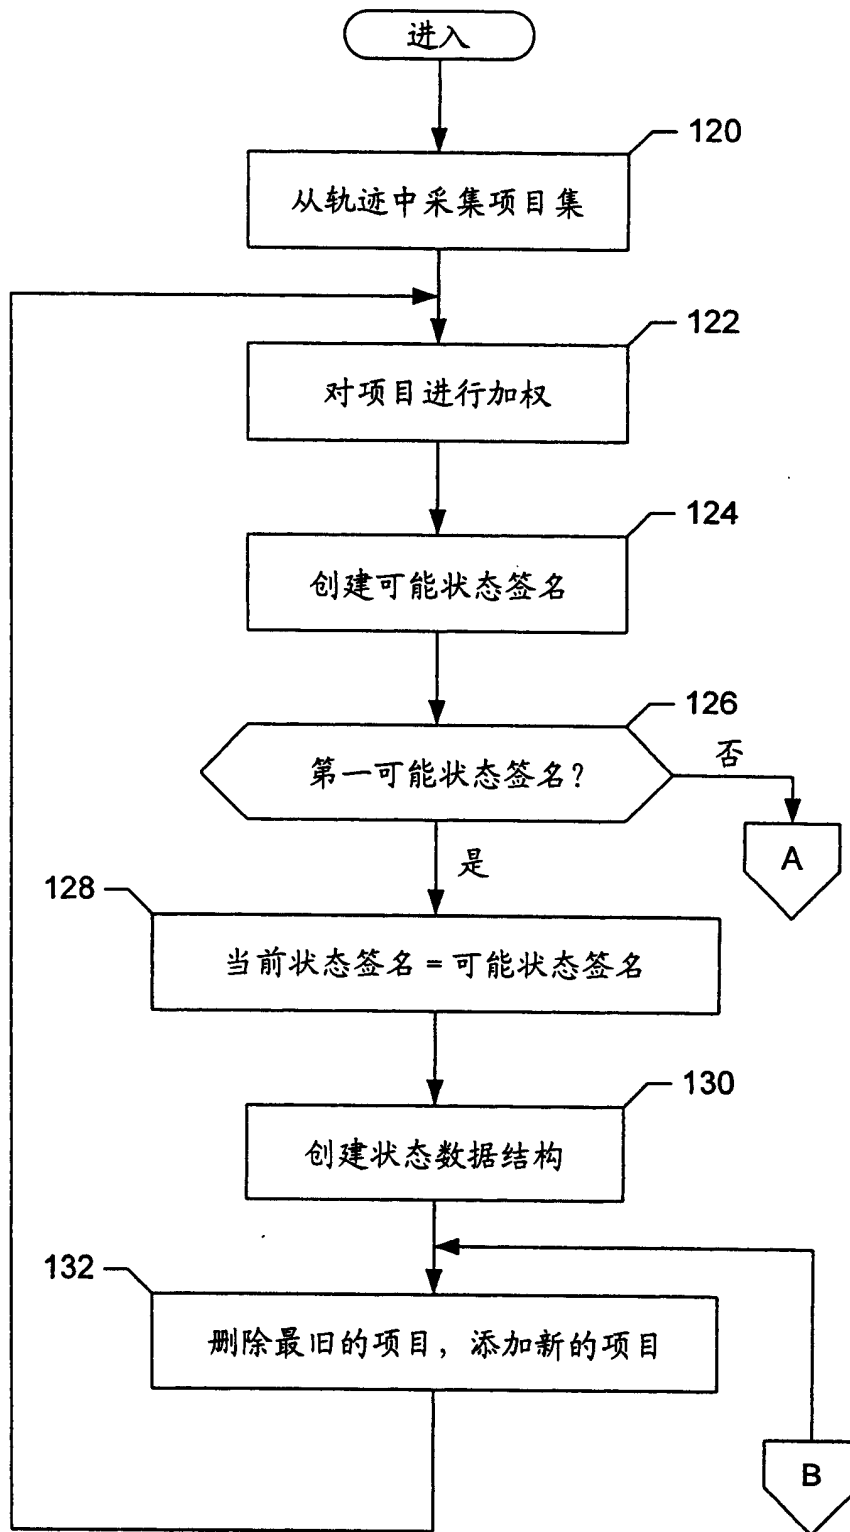 进入
120
从轨迹中采集项目集
122
对项目进行加权
124
创建可能状态签名
126
第一可能状态签名?
否
A
是
128
当前状态签名=可能状态签名
130
创建状态数据结构
132
删除最旧的项目,添加新的项目
B